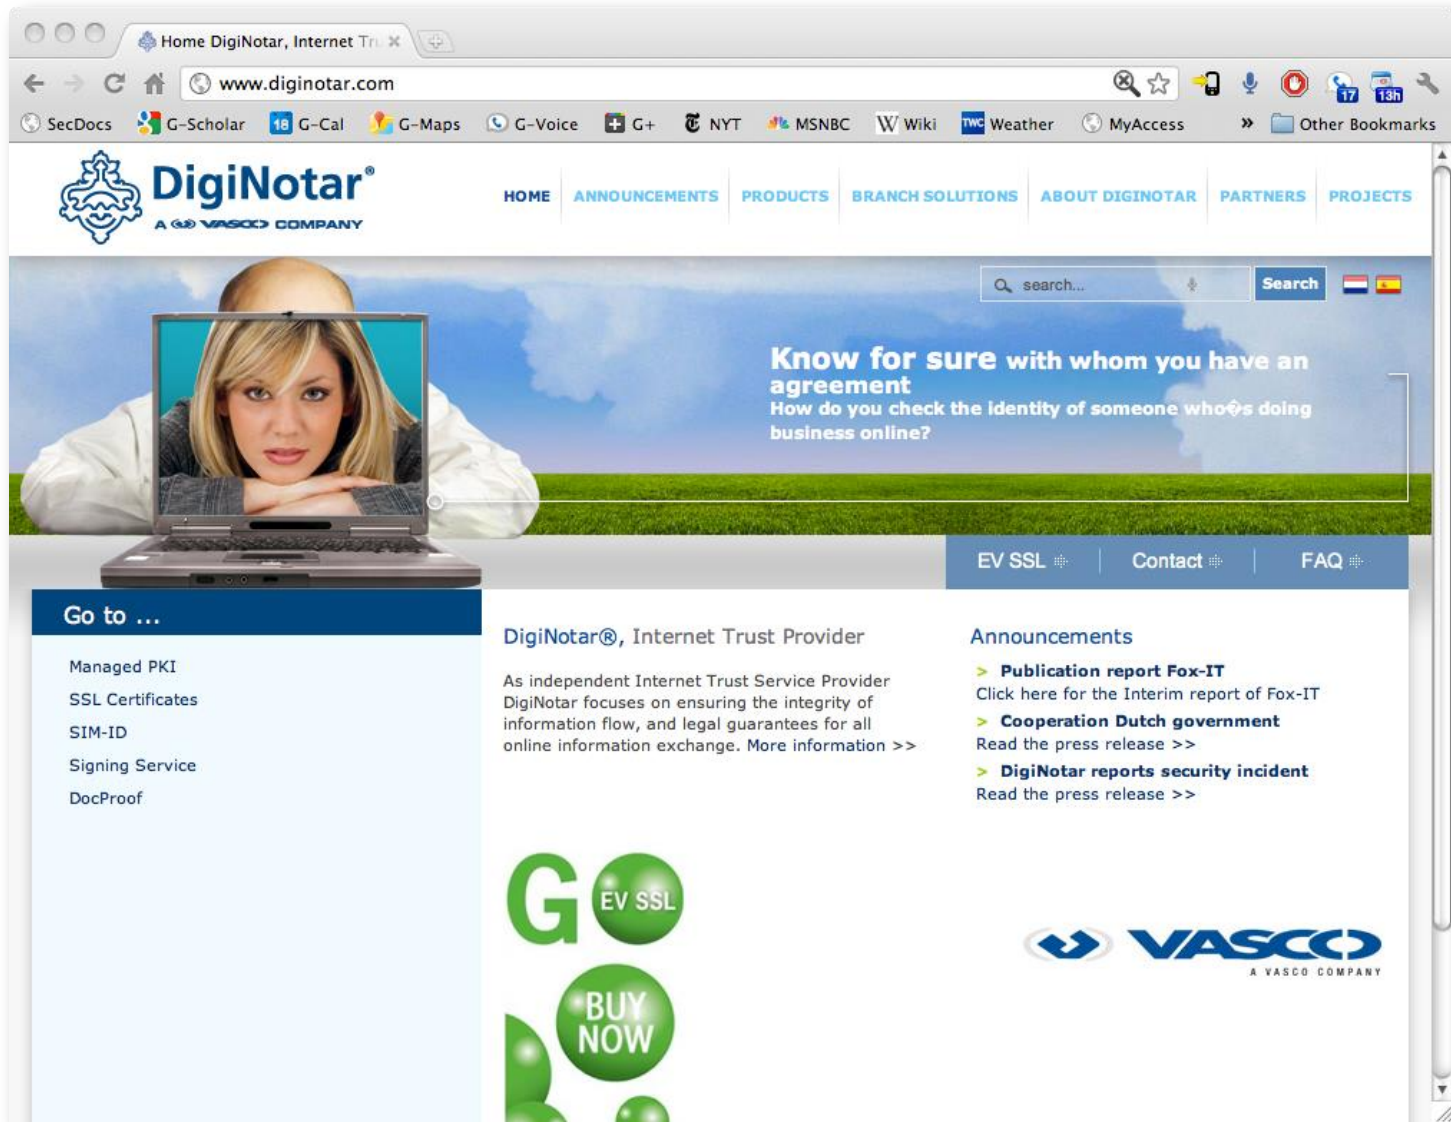 Home DigiNotar, Internet Tru
www.diginotar.com
17
13h
SecDocs
G-Scholar
18
G-Cal
G-Maps
G-Voice
G+
NYT
MSNBC
W Wiki
TWC Weather
MyAccess
»
Other Bookmarks
DigiNotar®
A VASCO COMPANY
HOME
ANNOUNCEMENTS
PRODUCTS
BRANCH SOLUTIONS
ABOUT DIGINOTAR
PARTNERS
PROJECTS
search...
Search
Know for sure with whom you have an
agreement
How do you check the identity of someone who�s doing
business online?
EV SSL
Contact
FAQ
Go to ...
Managed PKI
SSL Certificates
SIM-ID
Signing Service
DocProof
DigiNotar®, Internet Trust Provider
As independent Internet Trust Service Provider
DigiNotar focuses on ensuring the integrity of
information flow, and legal guarantees for all
online information exchange. More information >>
GO
EV SSL
BUY
NOW
Announcements
> Publication report Fox-IT
Click here for the Interim report of Fox-IT
> Cooperation Dutch government
Read the press release >>
> DigiNotar reports security incident
Read the press release >>
VASCO
A VASCO COMPANY